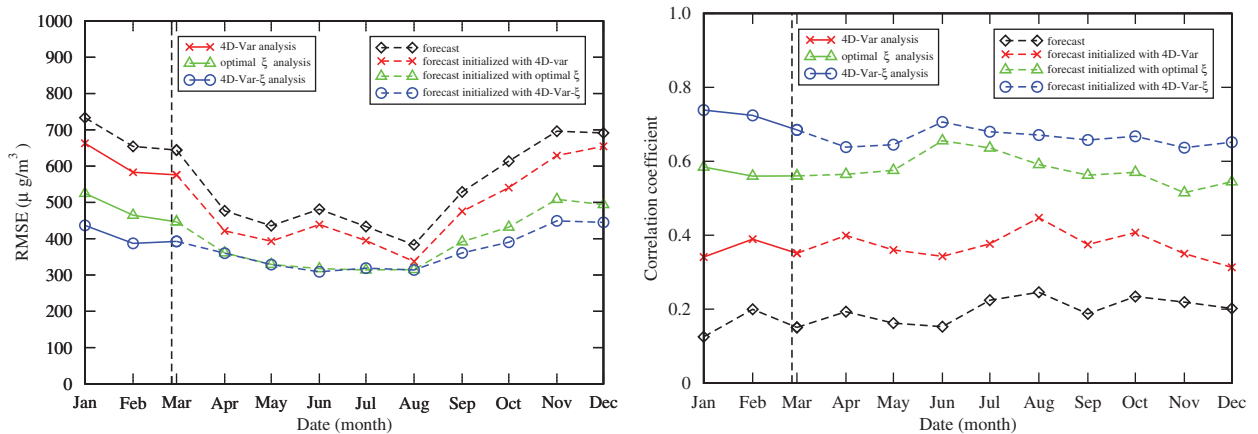 1000
900
800
700
600
500
400
300
200
100
0
RMSE (µ g/m³)
4D-Var analysis
optimal ξ analysis
4D-Var-ξ analysis
forecast
forecast initialized with 4D-var
forecast initialized with optimal ξ
forecast initialized with 4D-Var-ξ
Jan Feb Mar Apr May Jun Jul Aug Sep Oct Nov Dec
Date (month)
1.0
0.8
0.6
0.4
0.2
0
Correlation coefficient
4D-Var analysis
optimal ξ analysis
4D-Var-ξ analysis
forecast
forecast initialized with 4D-Var
forecast initialized with optimal ξ
forecast initialized with 4D-Var-ξ
Jan Feb Mar Apr May Jun Jul Aug Sep Oct Nov Dec
Date (month)